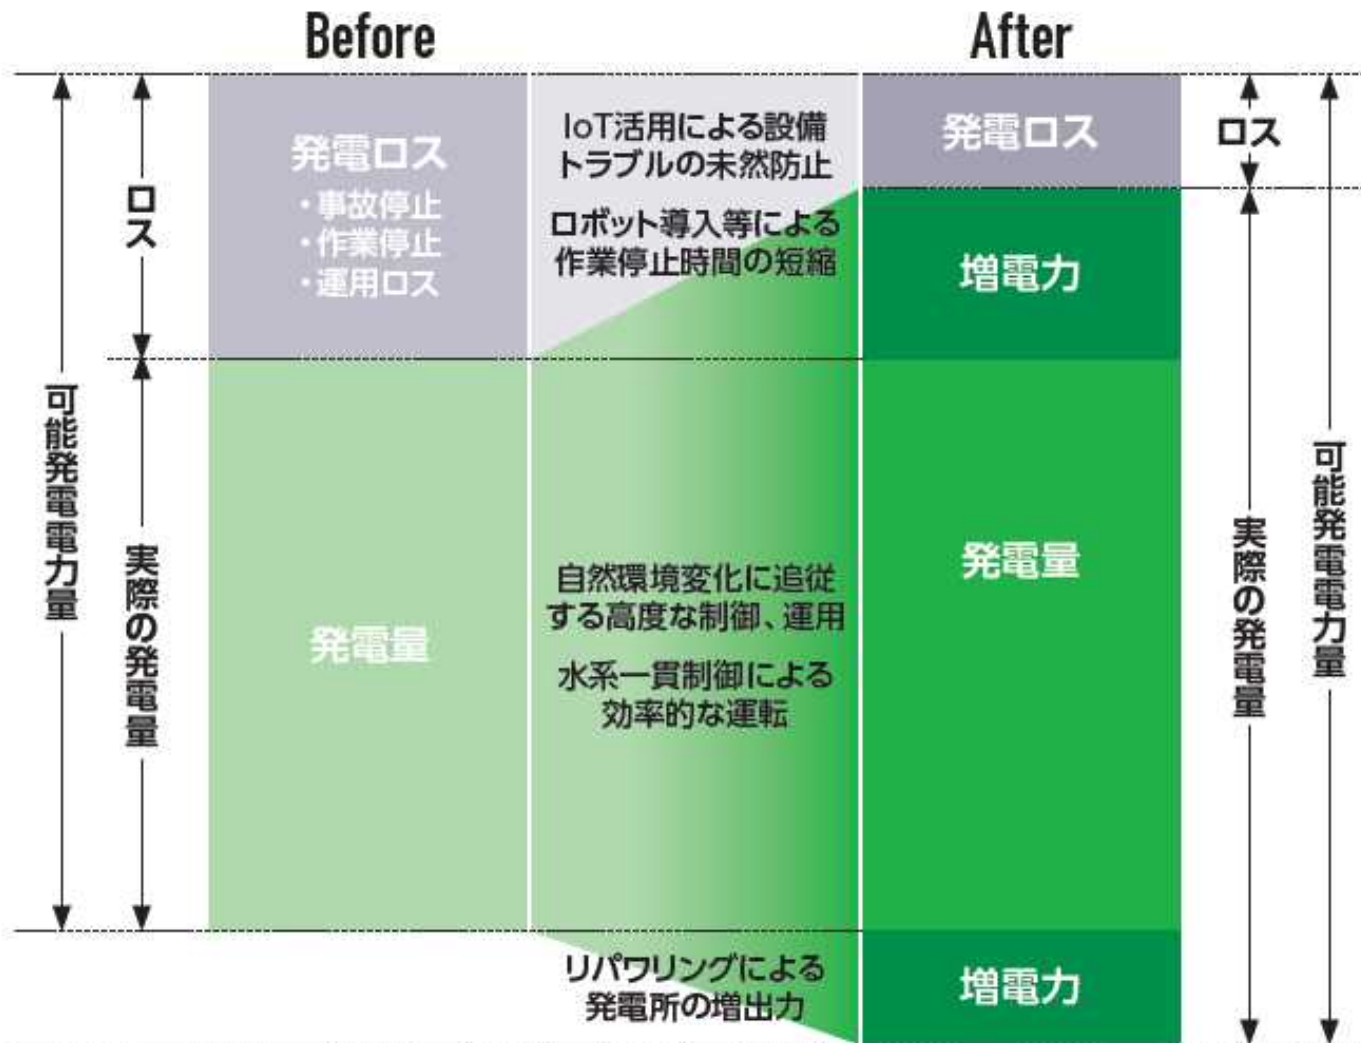 Before
After
ロス
可能発電電力量
実際の発電量
発電ロス
・事故停止
・作業停止
・運用ロス
発電量
IoT活用による設備
トラブルの未然防止
ロボット導入等による
作業停止時間の短縮
自然環境変化に追従
する高度な制御、運用
水系一貫制御による
効率的な運転
リパワリングによる
発電所の増出力
発電ロス
増電力
発電量
増電力
ロス
実際の発電量
可能発電電力量